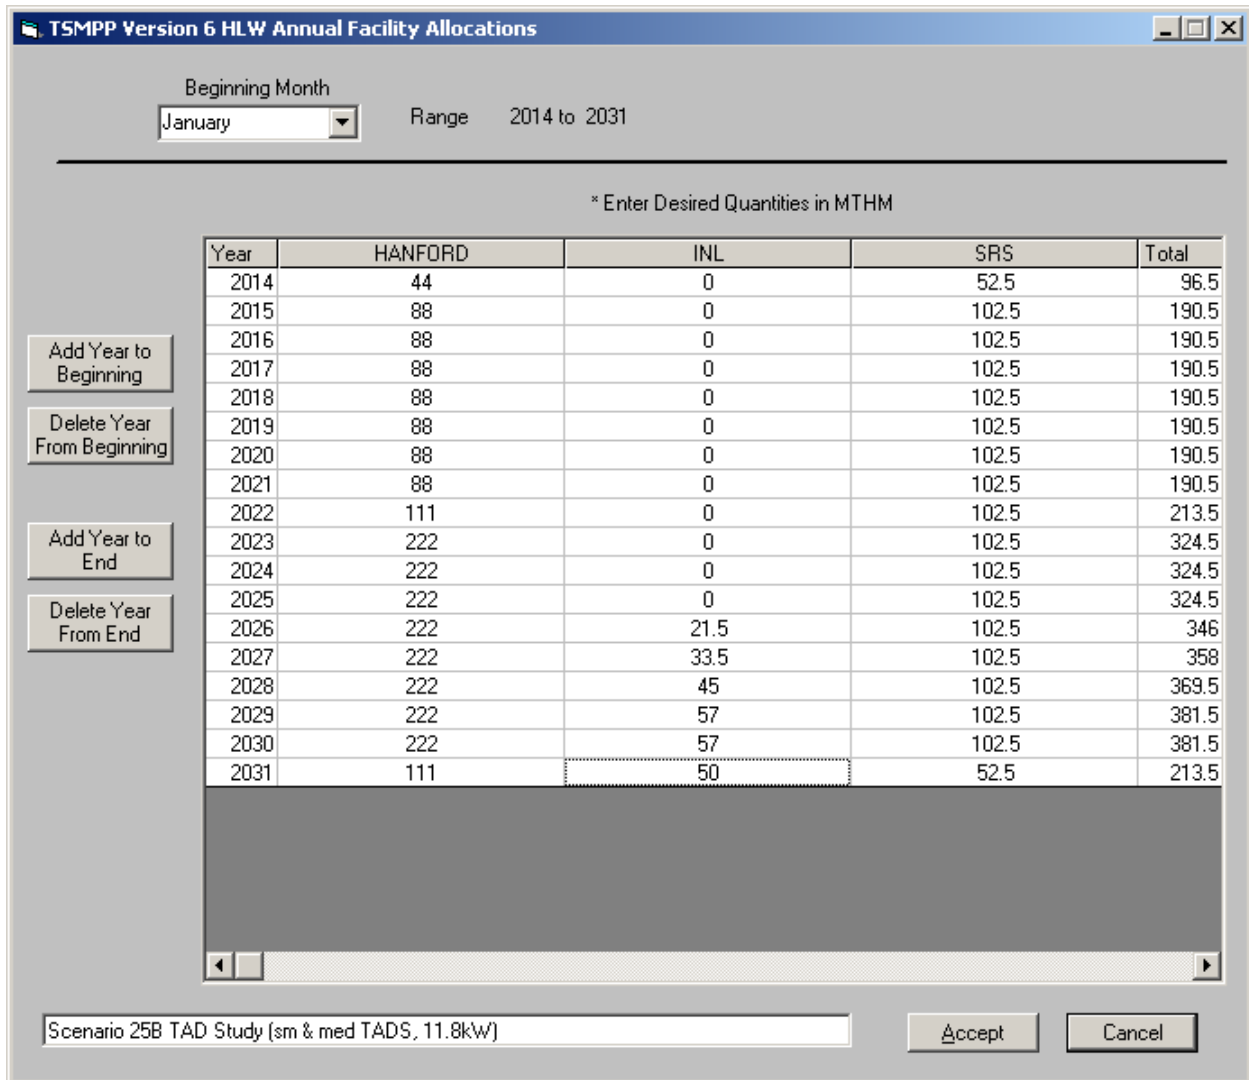 TSMPP Version 6 HLW Annual Facility Allocations
Beginning Month
January
Range 2014 to 2031
* Enter Desired Quantities in MTHM
Year HANFORD INL SRS Total
2014 44 0 52.5 96.5
2015 88 0 102.5 190.5
2016 88 0 102.5 190.5
2017 88 0 102.5 190.5
2018 88 0 102.5 190.5
2019 88 0 102.5 190.5
2020 88 0 102.5 190.5
2021 88 0 102.5 190.5
2022 111 0 102.5 213.5
2023 222 0 102.5 324.5
2024 222 0 102.5 324.5
2025 222 0 102.5 324.5
2026 222 21.5 102.5 346
2027 222 33.5 102.5 358
2028 222 45 102.5 369.5
2029 222 57 102.5 381.5
2030 222 57 102.5 381.5
2031 111 50 52.5 213.5
Add Year to
Beginning
Delete Year
From Beginning
Add Year to
End
Delete Year
From End
Scenario 25B TAD Study (sm & med TADS, 11.8kW)
Accept
Cancel